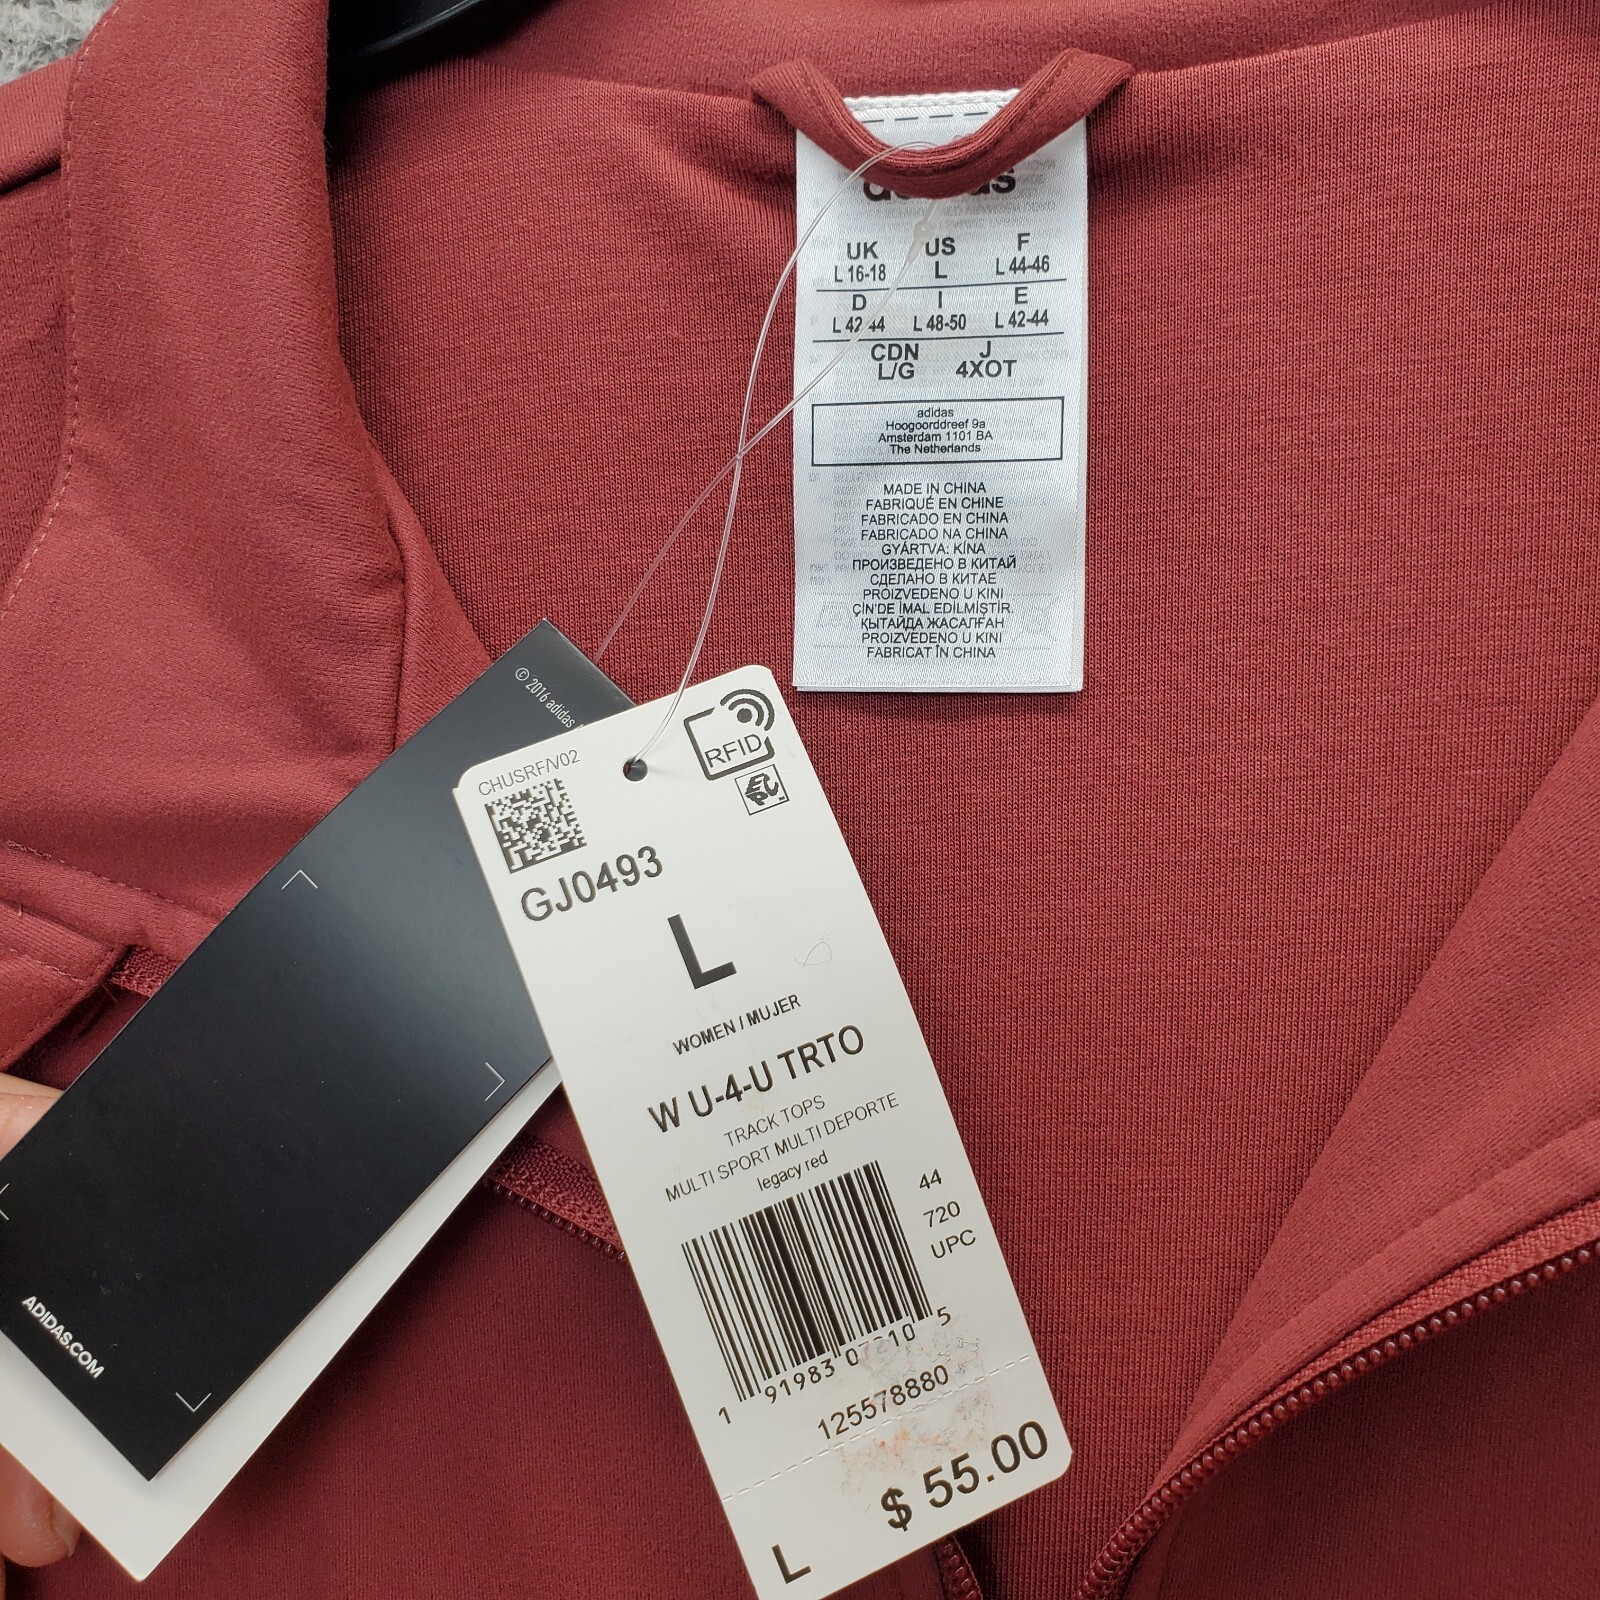 UK US F
L 16-18 L L 44-46
D I E
L 42-44 L 48-50 L 42-44
CDN J
L/G 4XOT
adidas
Hoogoorddreef 9a
Amsterdam 1101 BA
The Netherlands
MADE IN CHINA
FABRIQUÉ EN CHINE
FABRICADO EN CHINA
FABRICADO NA CHINA
GYÁRTVA: KÍNA
ПРОИЗВЕДЕНО В КИТАЙ
СДЕЛАНО В КИТАЕ
PROIZVEDENO U KINI
ÇİN'DE İMAL EDİLMİŞTİR.
ҚЫТАЙДА ЖАСАЛҒАН
PROIZVEDENO U KINI
FABRICAT ÎN CHINA
© 2016 adidas
ADIDAS.COM
CHUSRF/V02
RFID
EPC
GJ0493
L
WOMEN / MUJER
W U-4-U TRTO
TRACK TOPS
MULTI SPORT MULTI DEPORTE
legacy red
44
720
UPC
1 91983 07210 5
125578880
$ 55.00
L